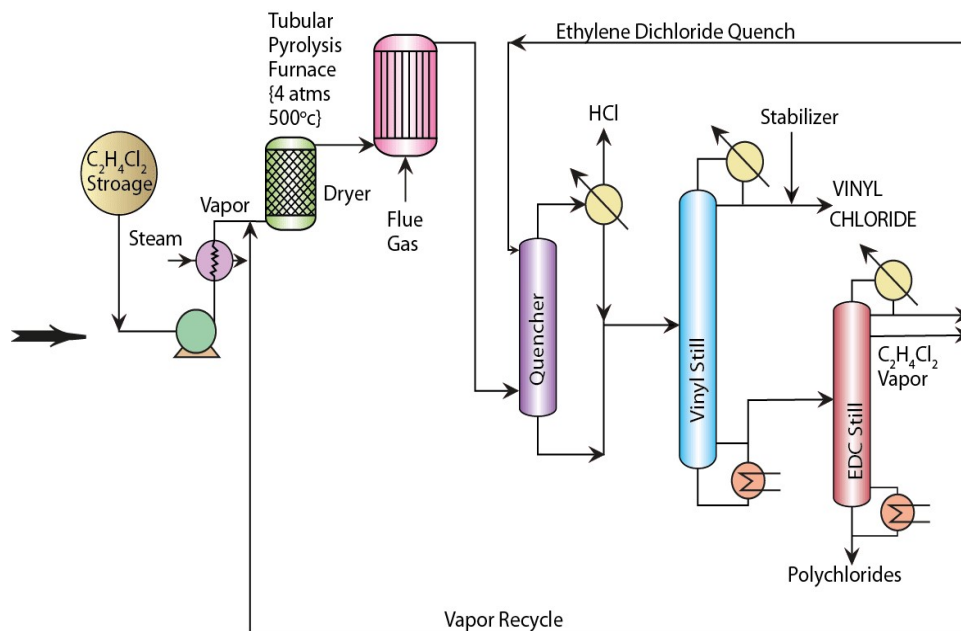 Tubular
Pyrolysis
Furnace
{4 atms
500ºc}
Ethylene Dichloride Quench
HCl
Stabilizer
C₂H₄Cl₂
Stroage
Vapor
Dryer
Steam
Flue
Gas
VINYL
CHLORIDE
Quencher
Vinyl Still
EDC Still
C₂H₄Cl₂
Vapor
Polychlorides
Vapor Recycle